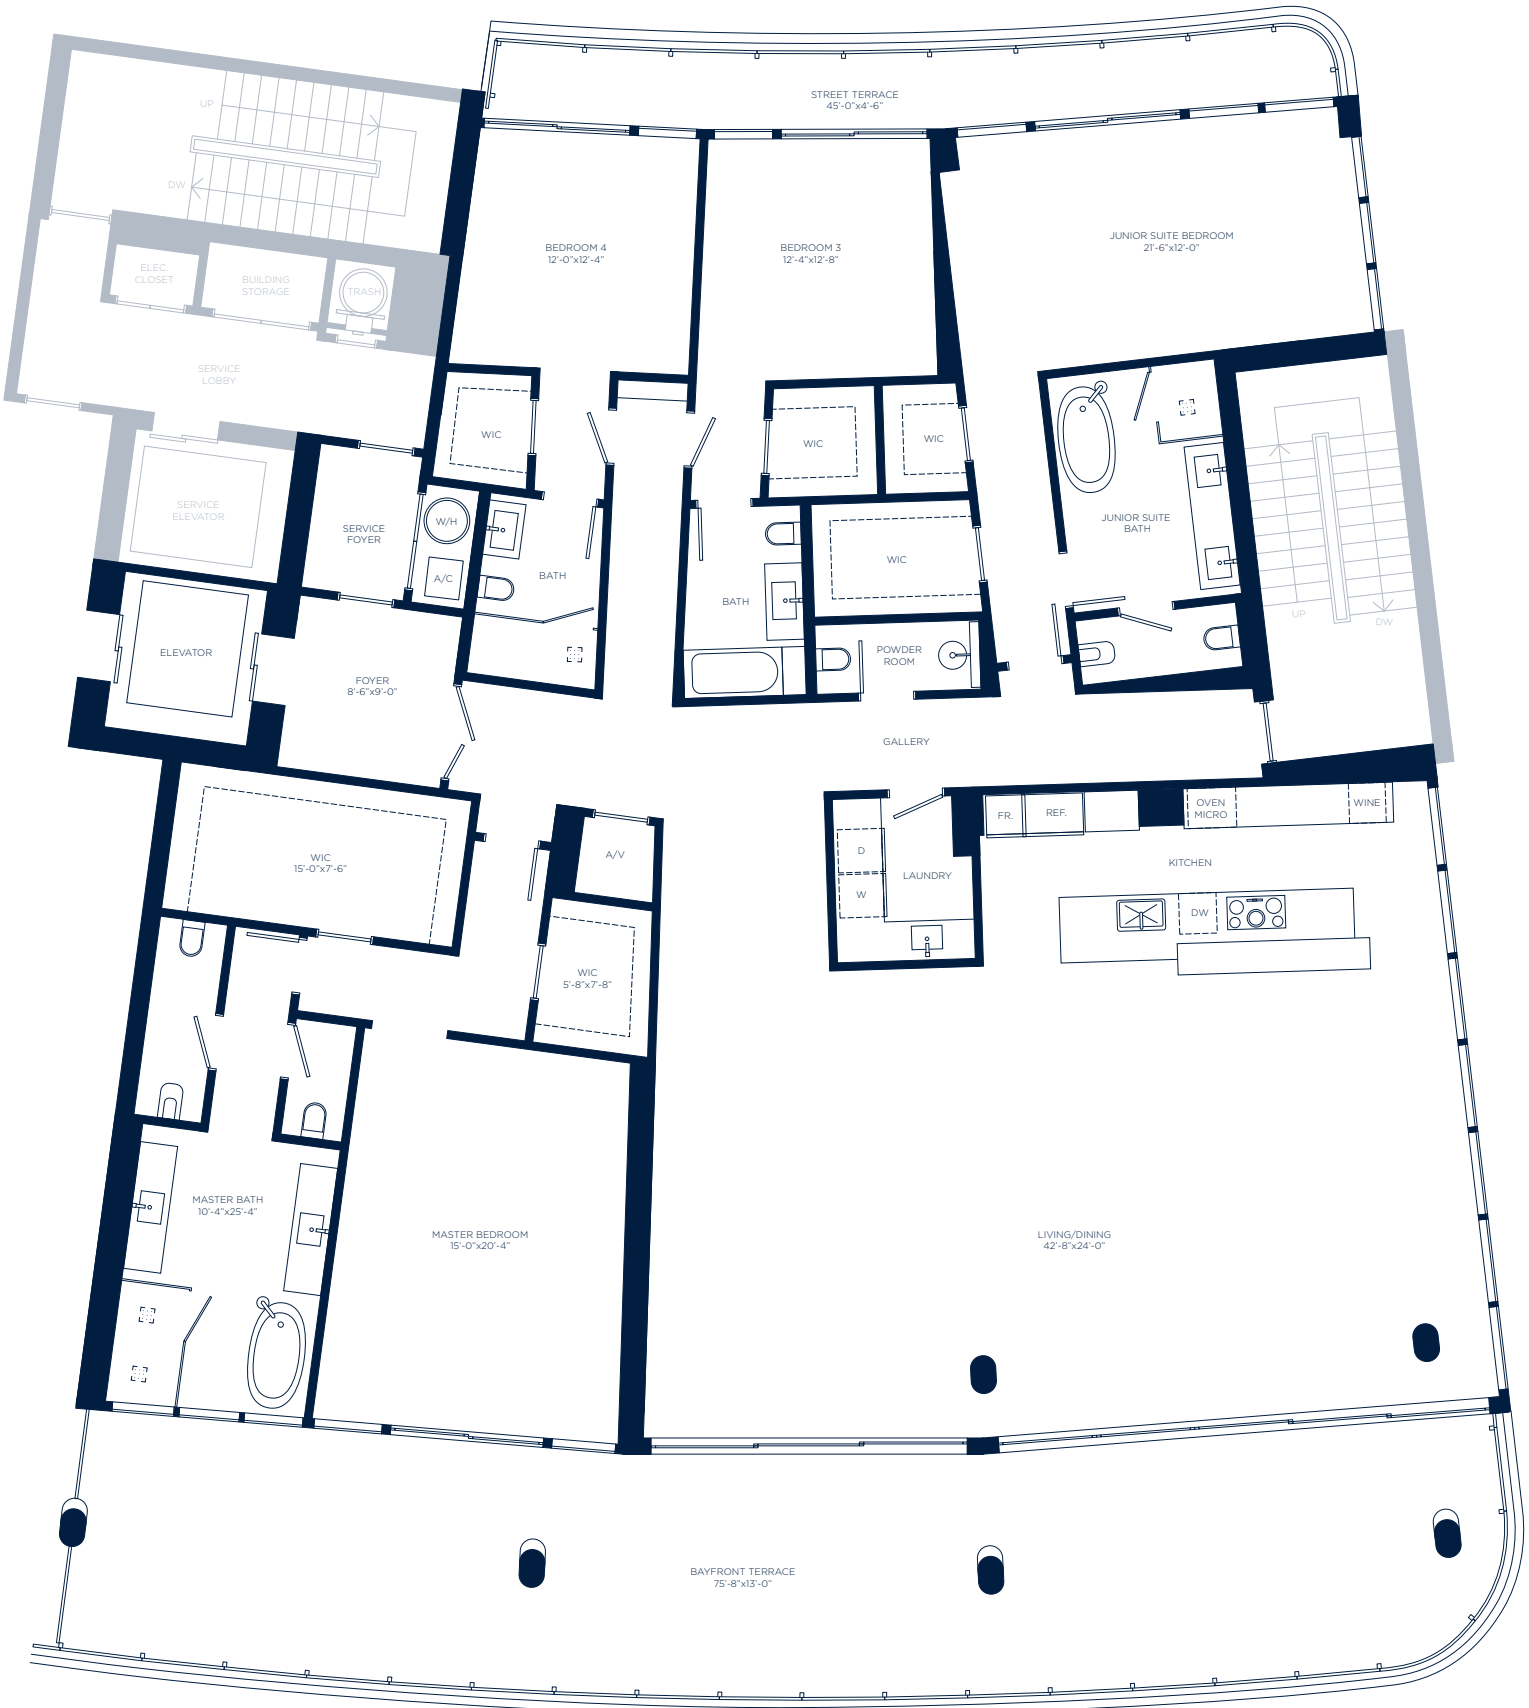 STREET TERRACE
45'-0"x4'-6"
UP
DW
BEDROOM 4
12'-0"x12'-4"
BEDROOM 3
12'-4"x12'-8"
JUNIOR SUITE BEDROOM
21'-6"x12'-0"
ELEC.
CLOSET
BUILDING
STORAGE
TRASH
SERVICE
LOBBY
WIC
WIC
WIC
SERVICE
ELEVATOR
SERVICE
FOYER
W/H
A/C
BATH
WIC
JUNIOR SUITE
BATH
BATH
UP
DW
ELEVATOR
FOYER
8'-6"x9'-0"
POWDER
ROOM
GALLERY
FR.
REF.
OVEN
MICRO
WINE
WIC
15'-0"x7'-6"
A/V
D
W
LAUNDRY
KITCHEN
DW
WIC
5'-8"x7'-8"
MASTER BATH
10'-4"x25'-4"
MASTER BEDROOM
15'-0"x20'-4"
LIVING/DINING
42'-8"x24'-0"
BAYFRONT TERRACE
75'-8"x13'-0"